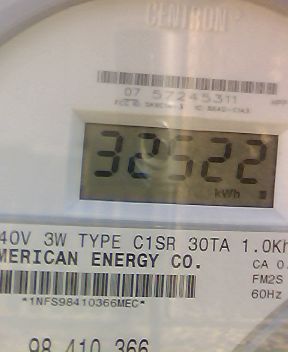 CENTRON
07 57245311
32522
kWh
40V 3W TYPE C1SR 30TA 1.0Kh
MERICAN ENERGY CO.
CA 0.
FM2S
60Hz
*1NFS98410366MEC*
98 410 366